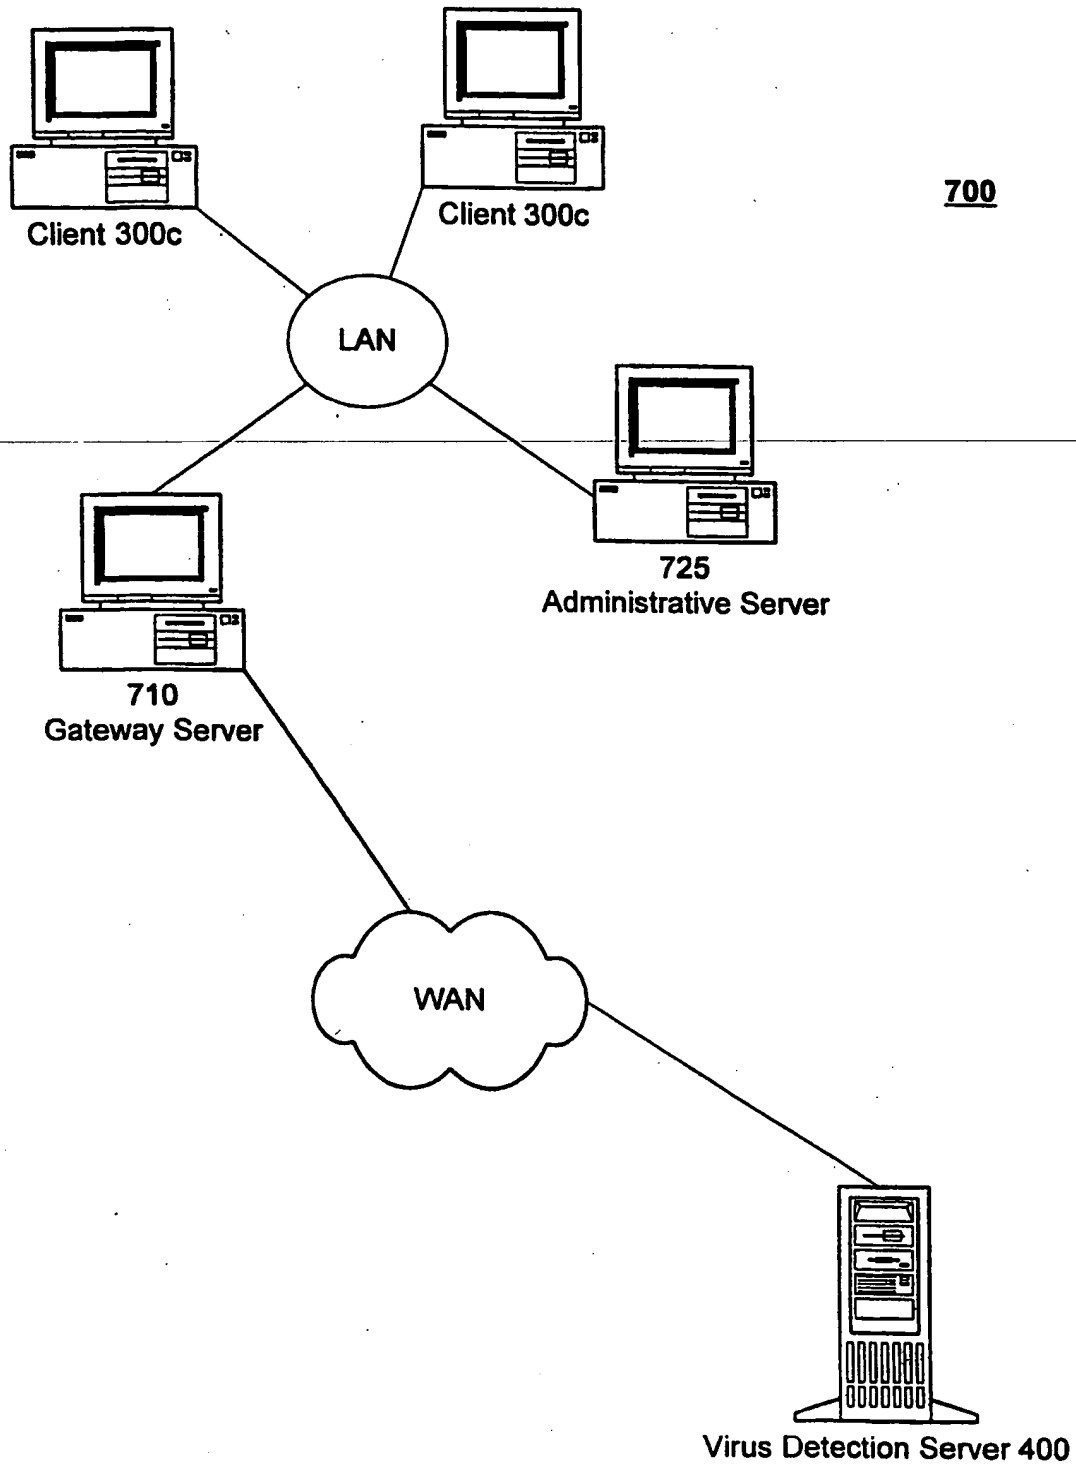 Client 300c
Client 300c
700
LAN
725
Administrative Server
710
Gateway Server
WAN
Virus Detection Server 400